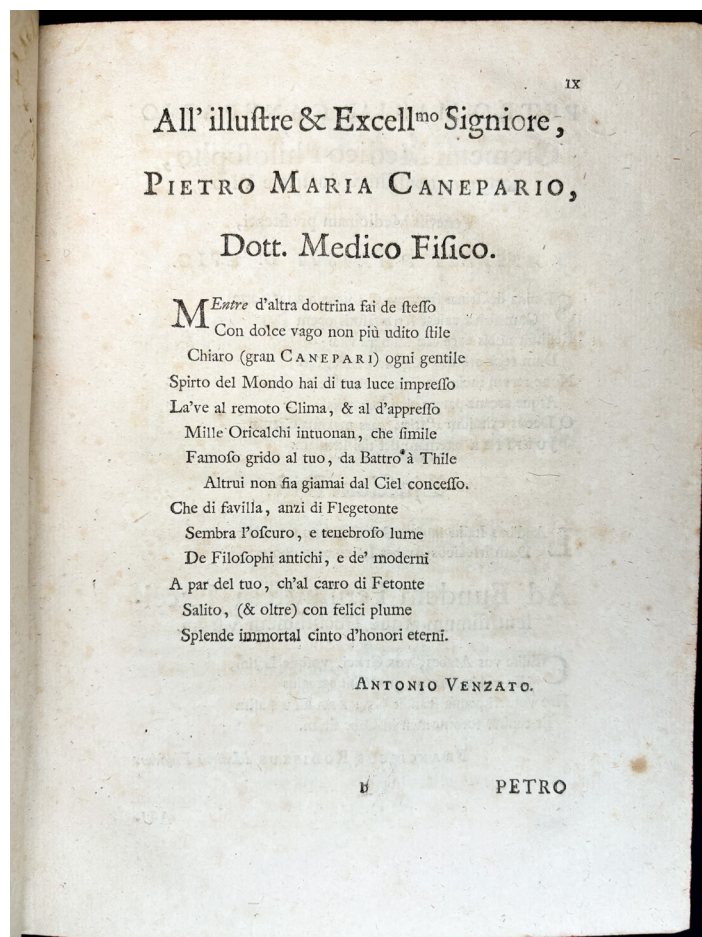 IX
All' illuſtre & Excellᵐᵒ Signiore,
PIETRO MARIA CANEPARIO,
Dott. Medico Fiſico.
MEntre d'altra dottrina fai de ſteſſo
Con dolce vago non più udito ſtile
Chiaro (gran CANEPARI) ogni gentile
Spirto del Mondo hai di tua luce impreſſo
La've al remoto Clima, & al d'appreſſo
Mille Oricalchi intuonan, che ſimile
Famoſo grido al tuo, da Battro à Thile
Altrui non fia giamai dal Ciel conceſſo.
Che di favilla, anzi di Flegetonte
Sembra l'oſcuro, e tenebroſo lume
De Filoſophi antichi, e de' moderni
A par del tuo, ch'al carro di Fetonte
Salito, (& oltre) con felici plume
Splende immortal cinto d'honori eterni.
ANTONIO VENZATO.
b PETRO